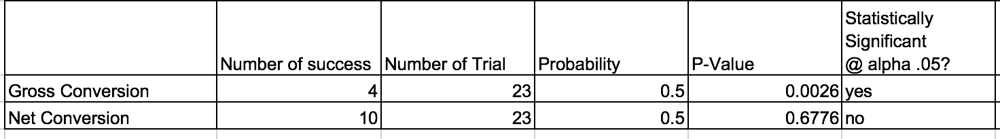 Number of success Number of Trial Probability P-Value Statistically Significant @ alpha .05?
Gross Conversion 4 23 0.5 0.0026 yes
Net Conversion 10 23 0.5 0.6776 no